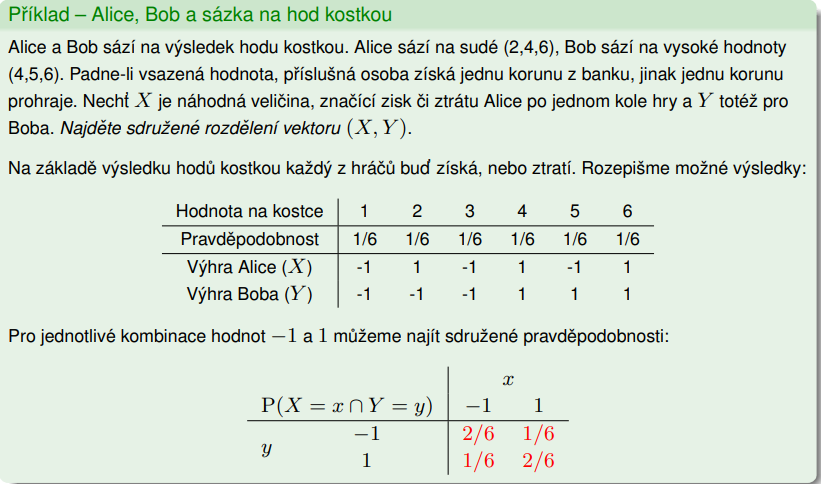 Příklad – Alice, Bob a sázka na hod kostkou
Alice a Bob sází na výsledek hodu kostkou. Alice sází na sudé (2,4,6), Bob sází na vysoké hodnoty
(4,5,6). Padne-li vsazená hodnota, příslušná osoba získá jednu korunu z banku, jinak jednu korunu
prohraje. Nechť X je náhodná veličina, značící zisk či ztrátu Alice po jednom kole hry a Y totéž pro
Boba. Najděte sdružené rozdělení vektoru (X, Y).
Na základě výsledku hodů kostkou každý z hráčů buď získá, nebo ztratí. Rozepišme možné výsledky:
Hodnota na kostce 1 2 3 4 5 6
Pravděpodobnost 1/6 1/6 1/6 1/6 1/6 1/6
Výhra Alice (X) -1 1 -1 1 -1 1
Výhra Boba (Y) -1 -1 -1 1 1 1
Pro jednotlivé kombinace hodnot −1 a 1 můžeme najít sdružené pravděpodobnosti:
x
P(X = x ∩ Y = y) −1 1
y −1 2/6 1/6
1 1/6 2/6